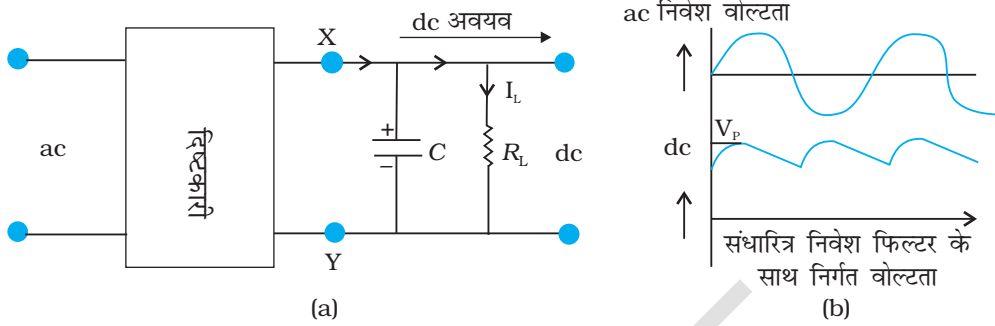 X
dc अवयव
I_L
ac
दिष्टकारी
+
−
C
R_L
dc
Y
(a)
ac निवेश वोल्टता
V_P
dc
संधारित्र निवेश फिल्टर के
साथ निर्गत वोल्टता
(b)